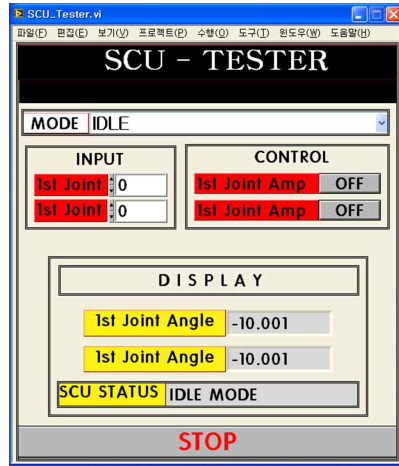 SCU_Tester.vi
파일(F) 편집(E) 보기(V) 프로젝트(P) 수행(O) 도구(T) 윈도우(W) 도움말(H)
SCU - TESTER
MODE IDLE
INPUT
1st Joint 0
1st Joint 0
CONTROL
1st Joint Amp OFF
1st Joint Amp OFF
DISPLAY
1st Joint Angle -10.001
1st Joint Angle -10.001
SCU STATUS IDLE MODE
STOP